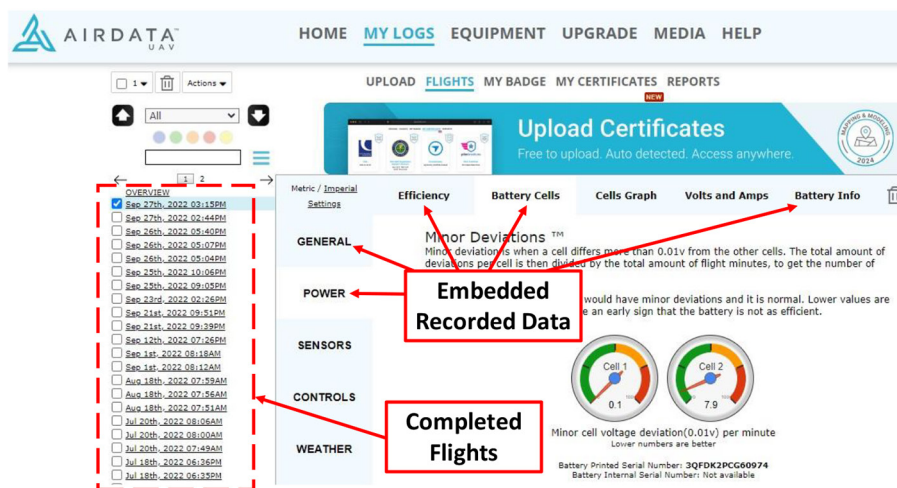 AIRDATA
UAV
HOME MY LOGS EQUIPMENT UPGRADE MEDIA HELP
1 Actions
UPLOAD FLIGHTS MY BADGE MY CERTIFICATES REPORTS
NEW
All
Upload Certificates
Free to upload. Auto detected. Access anywhere.
MAPPING & MODELING
2024
← 1 2 →
OVERVIEW
Sep 27th, 2022 03:15PM
Sep 27th, 2022 02:44PM
Sep 26th, 2022 05:40PM
Sep 26th, 2022 05:07PM
Sep 26th, 2022 05:04PM
Sep 25th, 2022 10:06PM
Sep 25th, 2022 09:05PM
Sep 23rd, 2022 02:26PM
Sep 21st, 2022 09:51PM
Sep 21st, 2022 09:39PM
Sep 12th, 2022 07:26PM
Sep 1st, 2022 08:18AM
Sep 1st, 2022 08:12AM
Aug 18th, 2022 07:59AM
Aug 18th, 2022 07:56AM
Aug 18th, 2022 07:51AM
Jul 20th, 2022 08:06AM
Jul 20th, 2022 08:00AM
Jul 20th, 2022 07:49AM
Jul 18th, 2022 06:36PM
Jul 18th, 2022 06:35PM
Metric / Imperial
Settings
Efficiency Battery Cells Cells Graph Volts and Amps Battery Info
GENERAL
POWER
SENSORS
CONTROLS
WEATHER
Minor Deviations ™
Minor deviation is when a cell differs more than 0.01v from the other cells. The total amount of
deviations per cell is then divided by the total amount of flight minutes, to get the number of
would have minor deviations and it is normal. Lower values are
an early sign that the battery is not as efficient.
Embedded
Recorded Data
Completed
Flights
Cell 1 Cell 2
0.1 7.9
Minor cell voltage deviation(0.01v) per minute
Lower numbers are better
Battery Printed Serial Number: 3QFDK2PCG60974
Battery Internal Serial Number: Not available